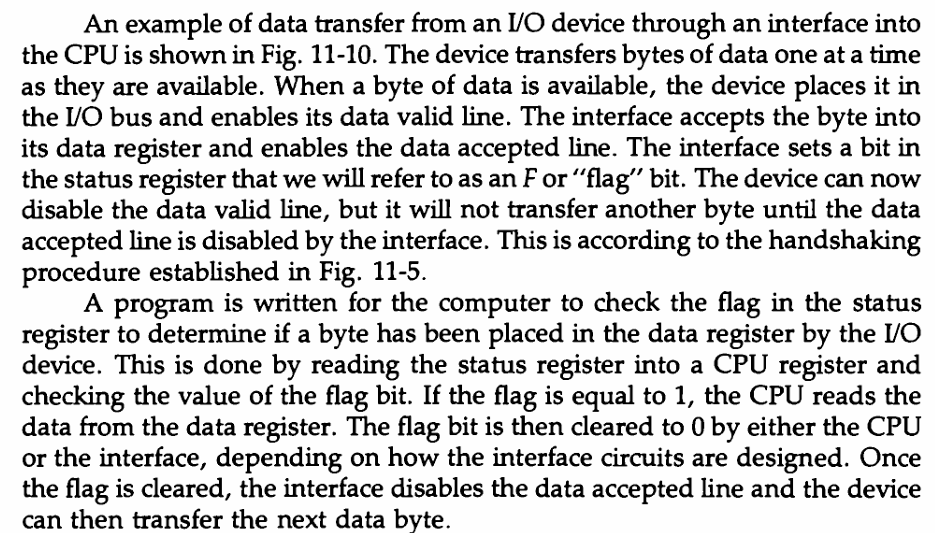 An example of data transfer from an I/O device through an interface into
the CPU is shown in Fig. 11-10. The device transfers bytes of data one at a time
as they are available. When a byte of data is available, the device places it in
the I/O bus and enables its data valid line. The interface accepts the byte into
its data register and enables the data accepted line. The interface sets a bit in
the status register that we will refer to as an F or "flag" bit. The device can now
disable the data valid line, but it will not transfer another byte until the data
accepted line is disabled by the interface. This is according to the handshaking
procedure established in Fig. 11-5.
A program is written for the computer to check the flag in the status
register to determine if a byte has been placed in the data register by the I/O
device. This is done by reading the status register into a CPU register and
checking the value of the flag bit. If the flag is equal to 1, the CPU reads the
data from the data register. The flag bit is then cleared to 0 by either the CPU
or the interface, depending on how the interface circuits are designed. Once
the flag is cleared, the interface disables the data accepted line and the device
can then transfer the next data byte.